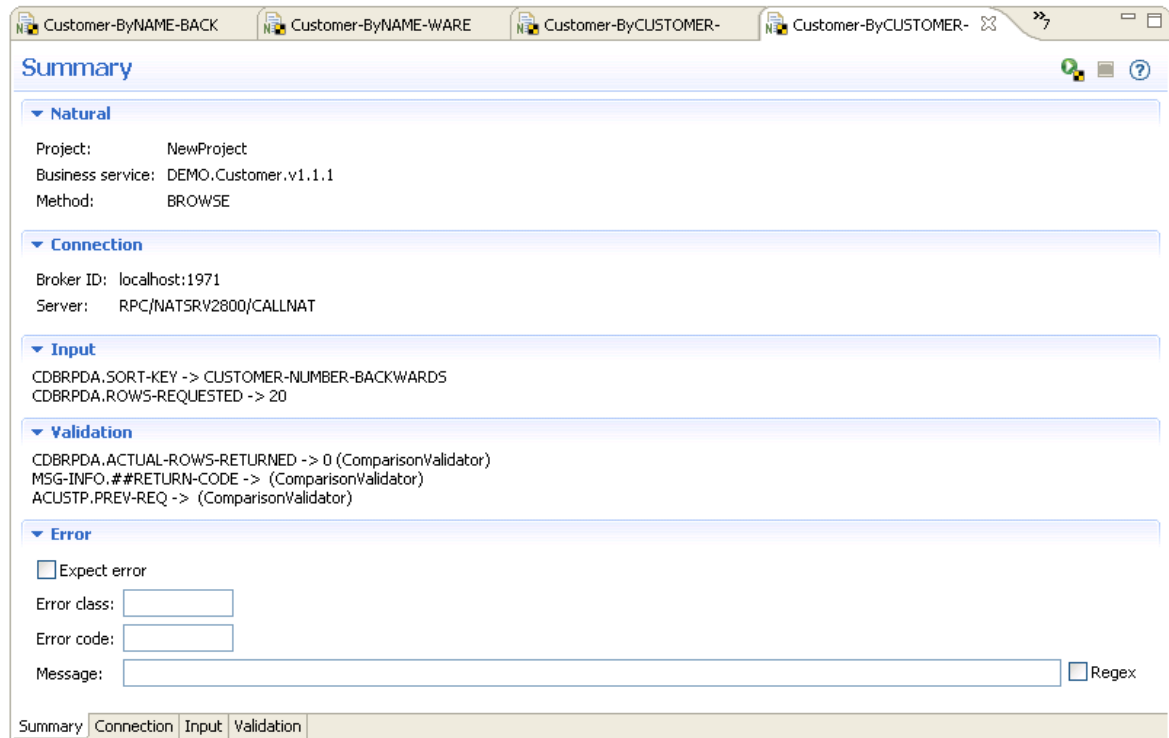 Customer-ByNAME-BACK Customer-ByNAME-WARE Customer-ByCUSTOMER- Customer-ByCUSTOMER- »7
Summary
Natural
Project: NewProject
Business service: DEMO.Customer.v1.1.1
Method: BROWSE
Connection
Broker ID: localhost:1971
Server: RPC/NATSRV2800/CALLNAT
Input
CDBRPDA.SORT-KEY -> CUSTOMER-NUMBER-BACKWARDS
CDBRPDA.ROWS-REQUESTED -> 20
Validation
CDBRPDA.ACTUAL-ROWS-RETURNED -> 0 (ComparisonValidator)
MSG-INFO.##RETURN-CODE -> (ComparisonValidator)
ACUSTP.PREV-REQ -> (ComparisonValidator)
Error
Expect error
Error class:
Error code:
Message: Regex
Summary Connection Input Validation